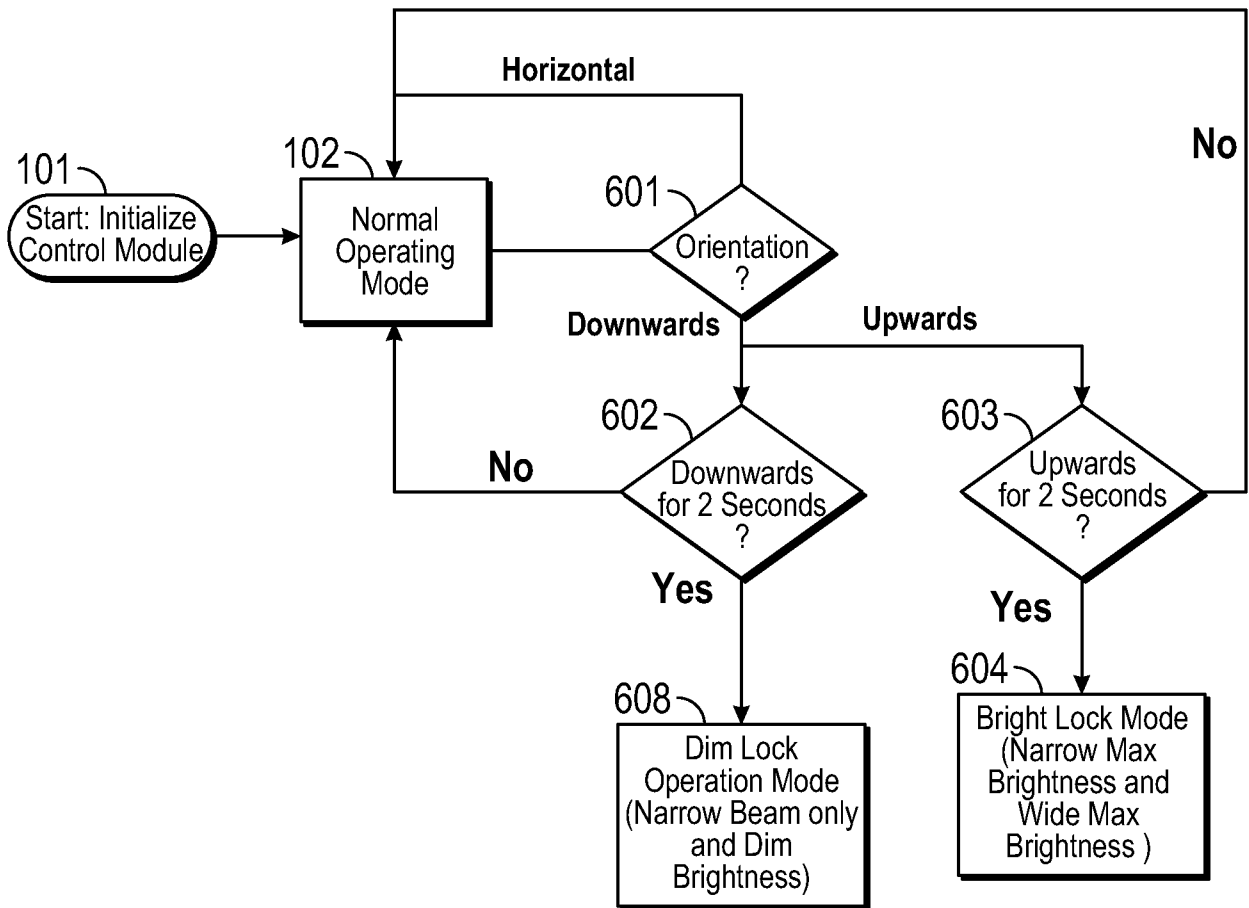 Horizontal
No
101
102
601
Start: Initialize
Control Module
Normal
Operating
Mode
Orientation
?
Downwards
Upwards
602
603
No
Downwards
for 2 Seconds
?
Upwards
for 2 Seconds
?
Yes
Yes
608
604
Dim Lock
Operation Mode
(Narrow Beam only
and Dim
Brightness)
Bright Lock Mode
(Narrow Max
Brightness and
Wide Max
Brightness )